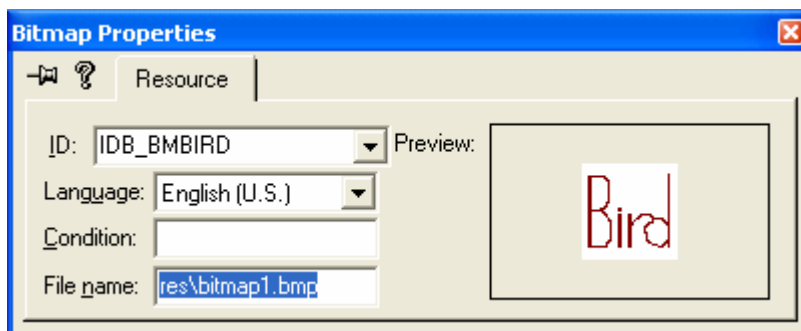 Bitmap Properties
Resource
ID: IDB_BMBIRD Preview:
Language: English (U.S.)
Condition:
File name: res\bitmap1.bmp
Bird